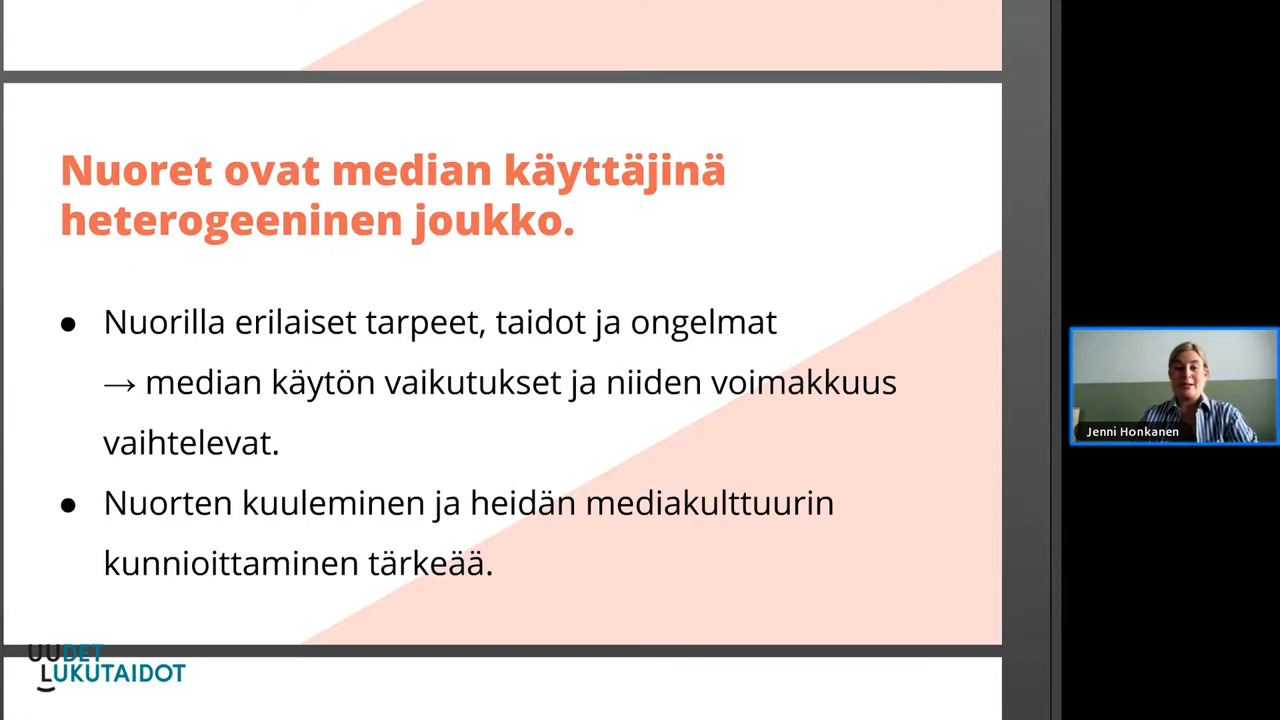 Nuoret ovat median käyttäjinä
heterogeeninen joukko.
● Nuorilla erilaiset tarpeet, taidot ja ongelmat
→ median käytön vaikutukset ja niiden voimakkuus
vaihtelevat.
● Nuorten kuuleminen ja heidän mediakulttuurin
kunnioittaminen tärkeää.
UUDET
LUKUTAIDOT
Jenni Honkanen